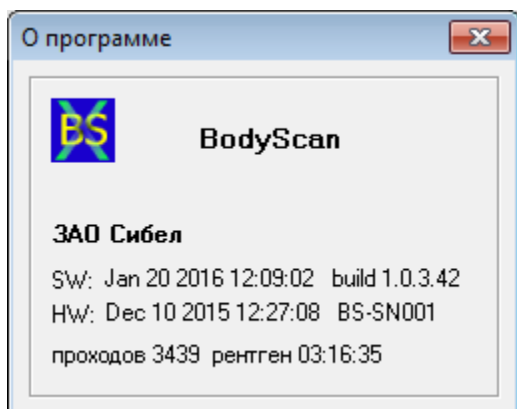 О программе
BS
BodyScan
ЗАО Сибел
SW: Jan 20 2016 12:09:02 build 1.0.3.42
HW: Dec 10 2015 12:27:08 BS-SN001
проходов 3439 рентген 03:16:35